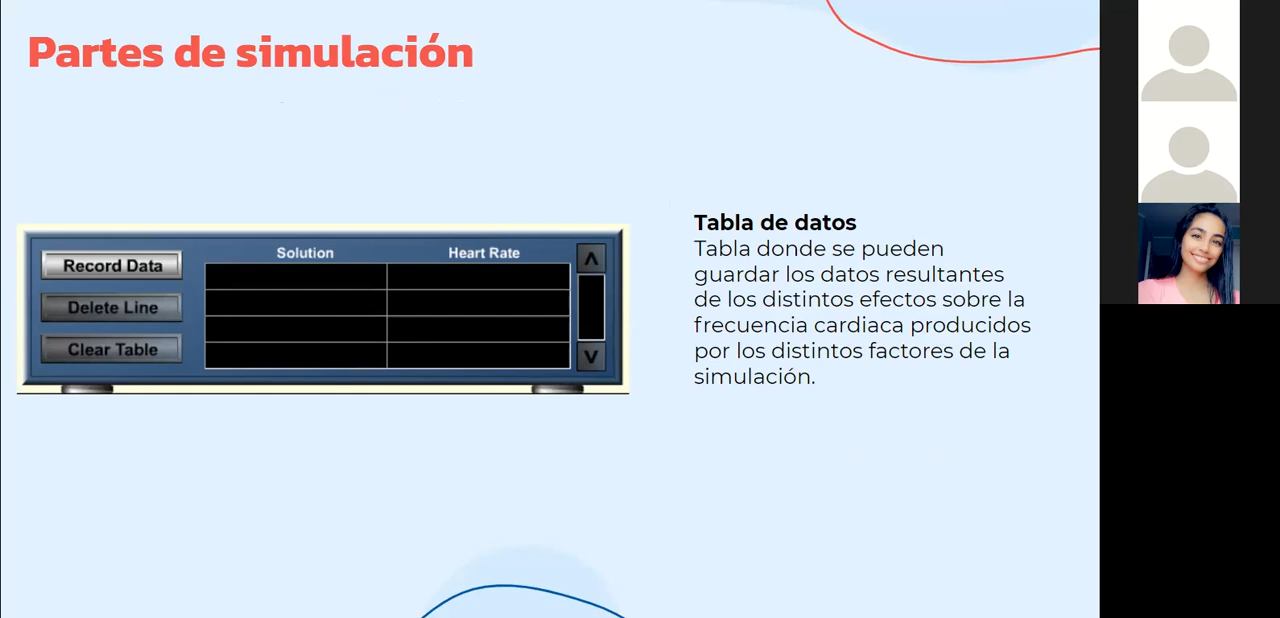 Partes de simulación
Record Data
Delete Line
Clear Table
Solution Heart Rate
Tabla de datos
Tabla donde se pueden
guardar los datos resultantes
de los distintos efectos sobre la
frecuencia cardiaca producidos
por los distintos factores de la
simulación.